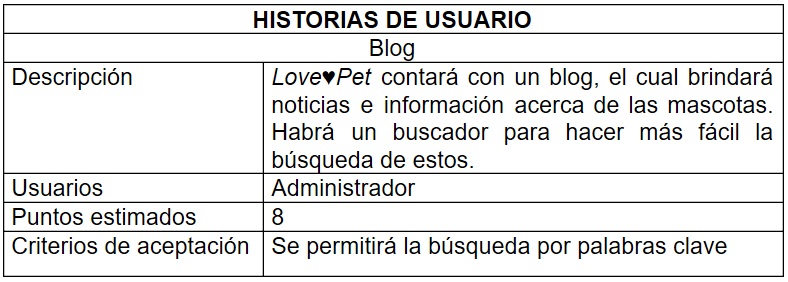 HISTORIAS DE USUARIO
Blog
Descripción
Love♥Pet contará con un blog, el cual brindará
noticias e información acerca de las mascotas.
Habrá un buscador para hacer más fácil la
búsqueda de estos.
Usuarios
Administrador
Puntos estimados
8
Criterios de aceptación
Se permitirá la búsqueda por palabras clave